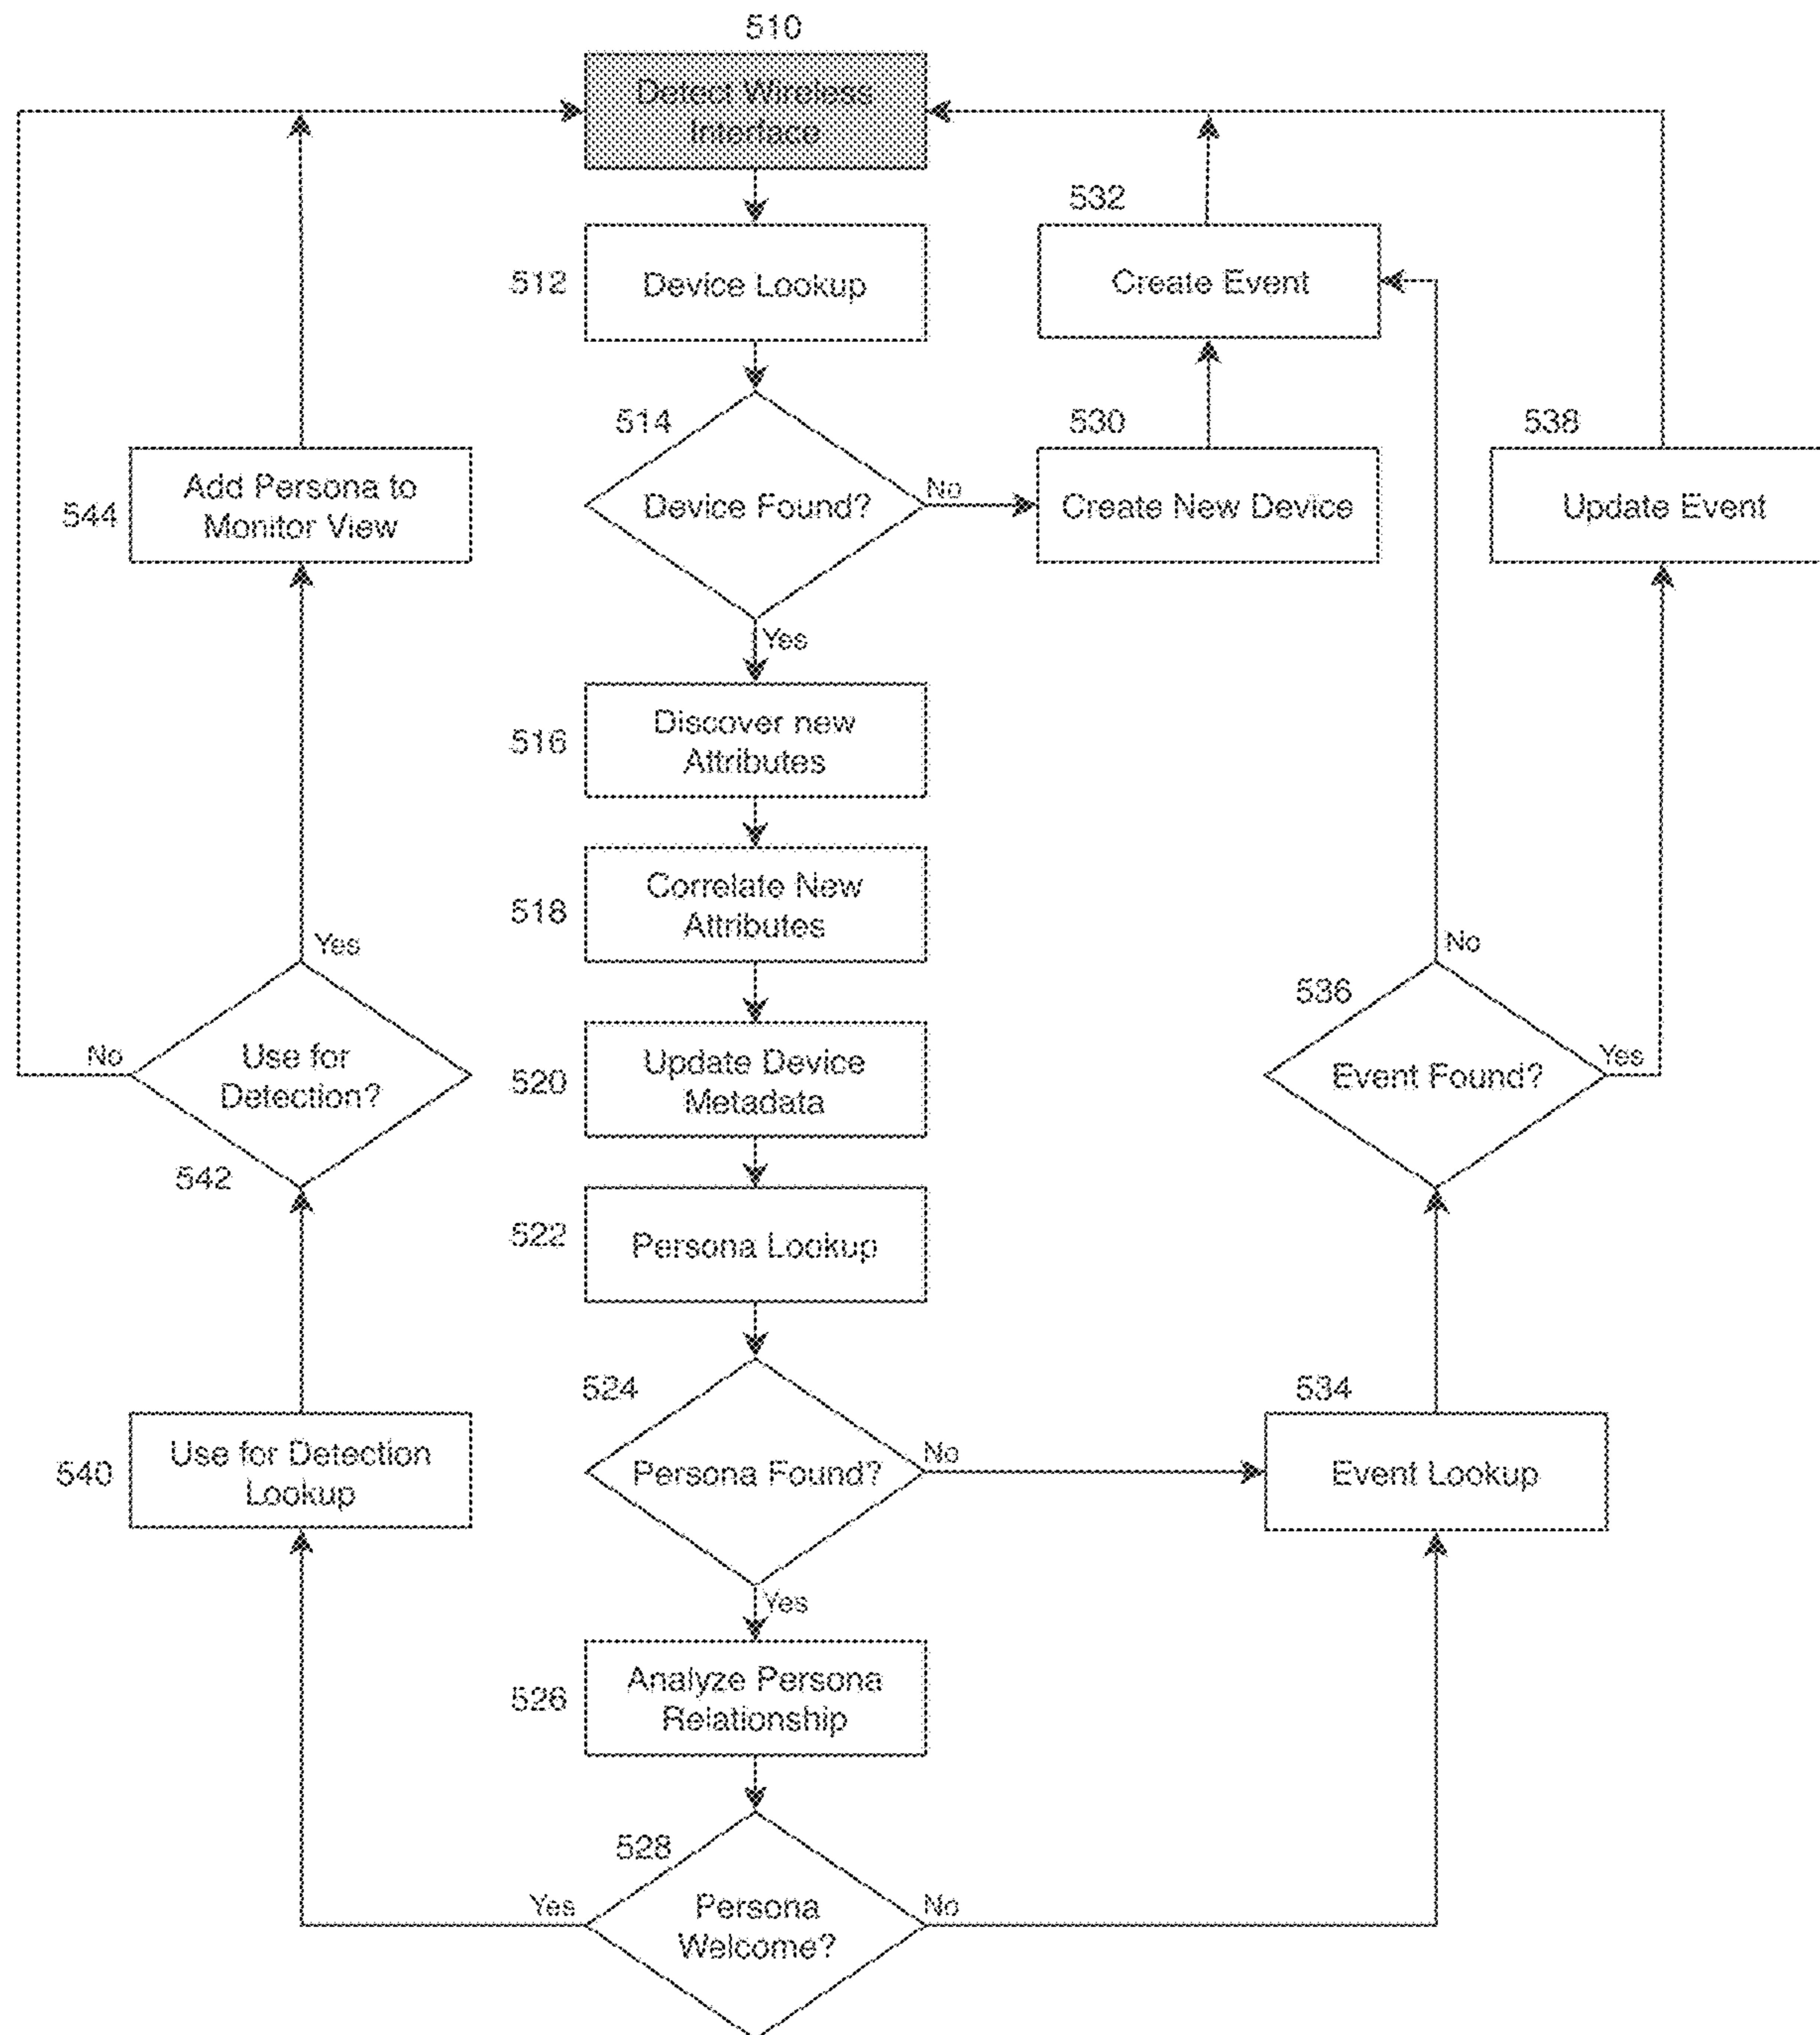 510
Detect Wireless
Interface
532
512
Device Lookup
Create Event
514
530
538
544
Add Persona to
Monitor View
Device Found?
No
Create New Device
Update Event
Yes
516
Discover new
Attributes
518
Correlate New
Attributes
Yes
No
536
No
Use for
Detection?
520
Update Device
Metadata
Event Found?
Yes
542
522
Persona Lookup
524
534
540
Use for Detection
Lookup
Persona Found?
No
Event Lookup
Yes
526
Analyze Persona
Relationship
528
Yes
Persona
Welcome?
No